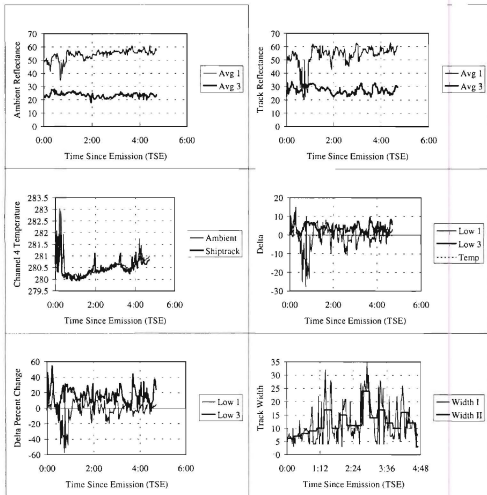 Ambient Reflectance
70
60
50
40
30
20
10
0
0:00 2:00 4:00 6:00
Time Since Emission (TSE)
Avg 1
Avg 3
Track Reflectance
70
60
50
40
30
20
10
0
0:00 2:00 4:00 6:00
Time Since Emission (TSE)
Avg 1
Avg 3
Channel 4 Temperature
283.5
283
282.5
282
281.5
281
280.5
280
279.5
0:00 2:00 4:00 6:00
Time Since Emission (TSE)
Ambient
Shiptrack
Delta
20
10
0
-10
-20
-30
0:00 2:00 4:00 6:00
Time Since Emission (TSE)
Low 1
Low 3
Temp
Delta Percent Change
60
40
20
0
-20
-40
-60
0:00 2:00 4:00 6:00
Time Since Emission (TSE)
Low 1
Low 3
Track Width
35
30
25
20
15
10
5
0
0:00 1:12 2:24 3:36 4:48
Time Since Emission (TSE)
Width I
Width II